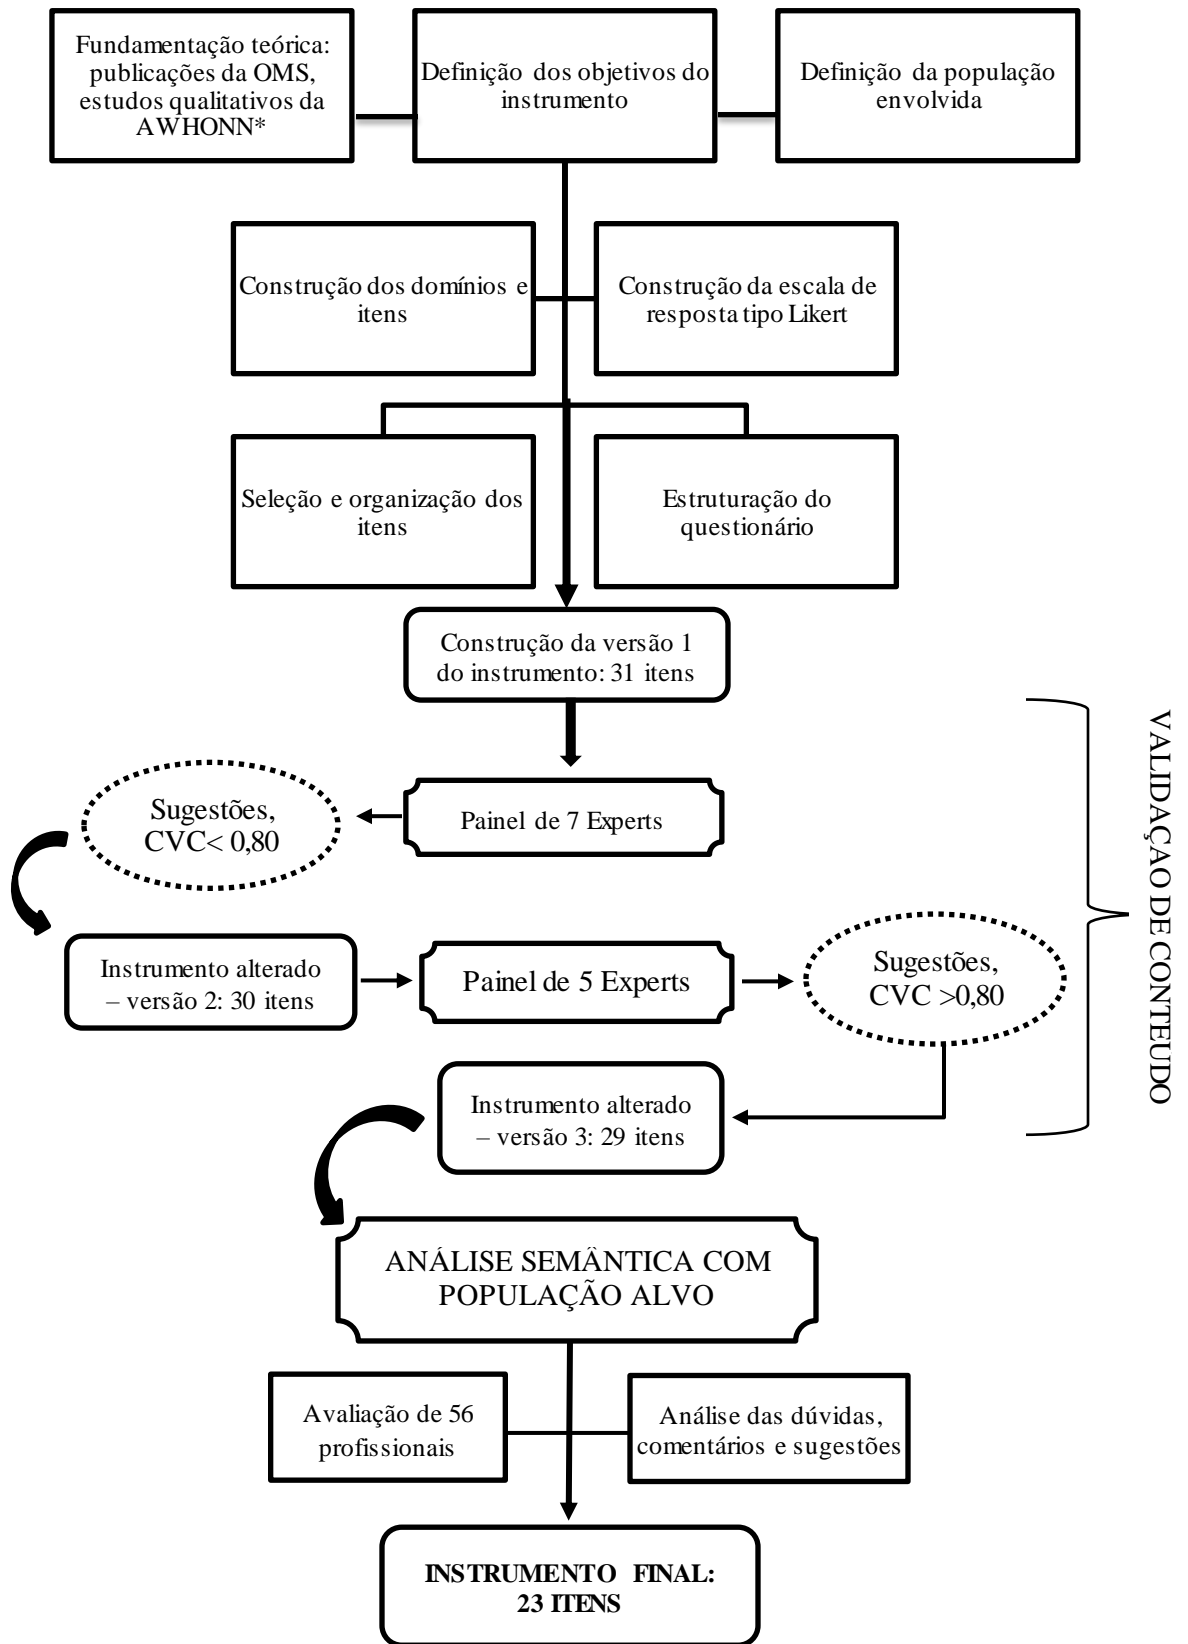 Fundamentação teórica:
publicações da OMS,
estudos qualitativos da
AWHONN*
Definição dos objetivos do
instrumento
Definição da população
envolvida
Construção dos domínios e
itens
Construção da escala de
resposta tipo Likert
Seleção e organização dos
itens
Estruturação do
questionário
Construção da versão 1
do instrumento: 31 itens
Painel de 7 Experts
Sugestões,
CVC< 0,80
Instrumento alterado
– versão 2: 30 itens
Painel de 5 Experts
Sugestões,
CVC >0,80
Instrumento alterado
– versão 3: 29 itens
VALIDAÇAO DE CONTEUDO
ANÁLISE SEMÂNTICA COM
POPULAÇÃO ALVO
Avaliação de 56
profissionais
Análise das dúvidas,
comentários e sugestões
INSTRUMENTO FINAL:
23 ITENS